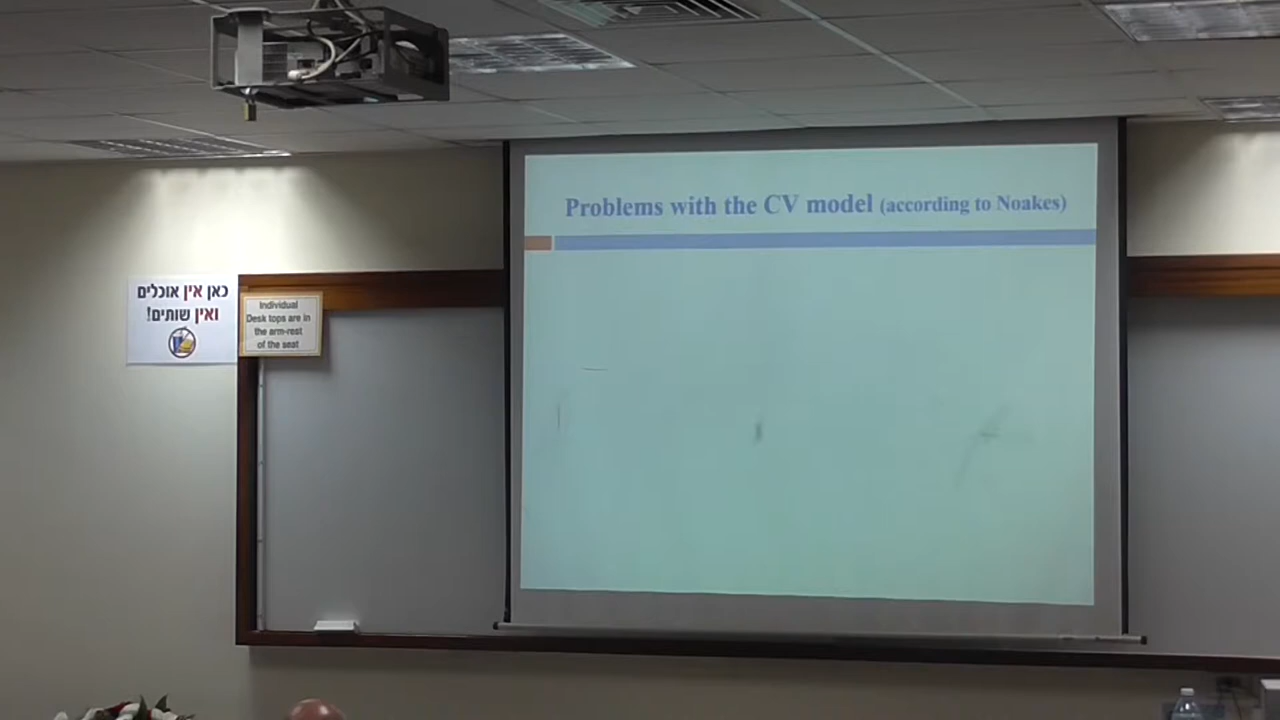 Problems with the CV model (according to Noakes)
כאן אין אוכלים
ואין שותים!
Individual
Desk tops are in
the arm-rest
of the seat